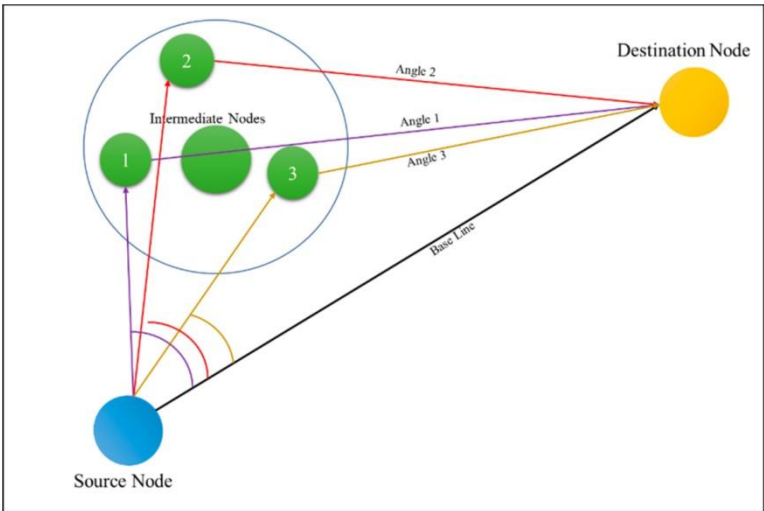 2
Angle 2
Destination Node
Intermediate Nodes
Angle 1
1
3
Angle 3
Base Line
Source Node